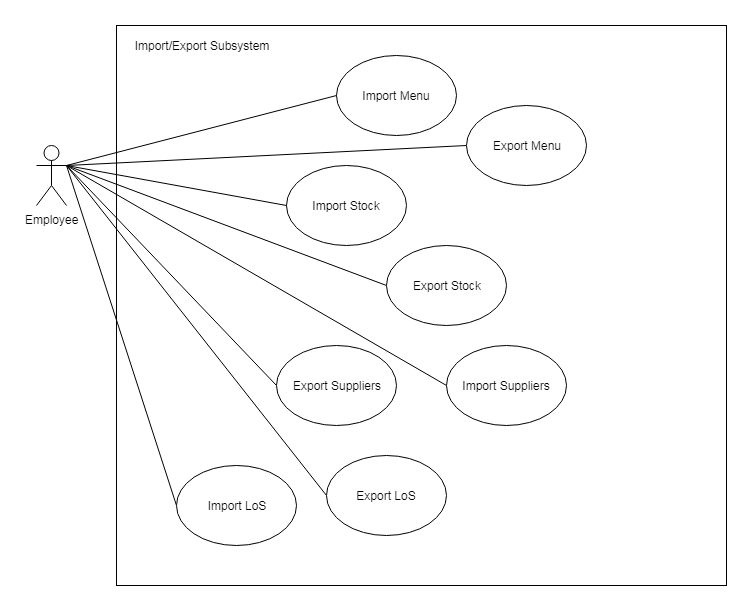 Import/Export Subsystem
Import Menu
Export Menu
Import Stock
Employee
Export Stock
Export Suppliers
Import Suppliers
Import LoS
Export LoS